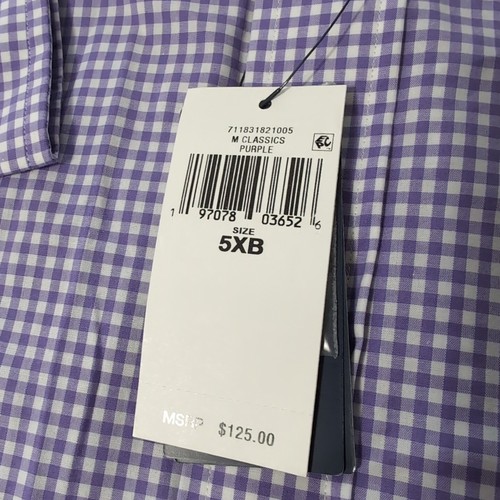 711831821005
M CLASSICS
PURPLE
1 97078 03652 6
SIZE
5XB
MSRP $125.00